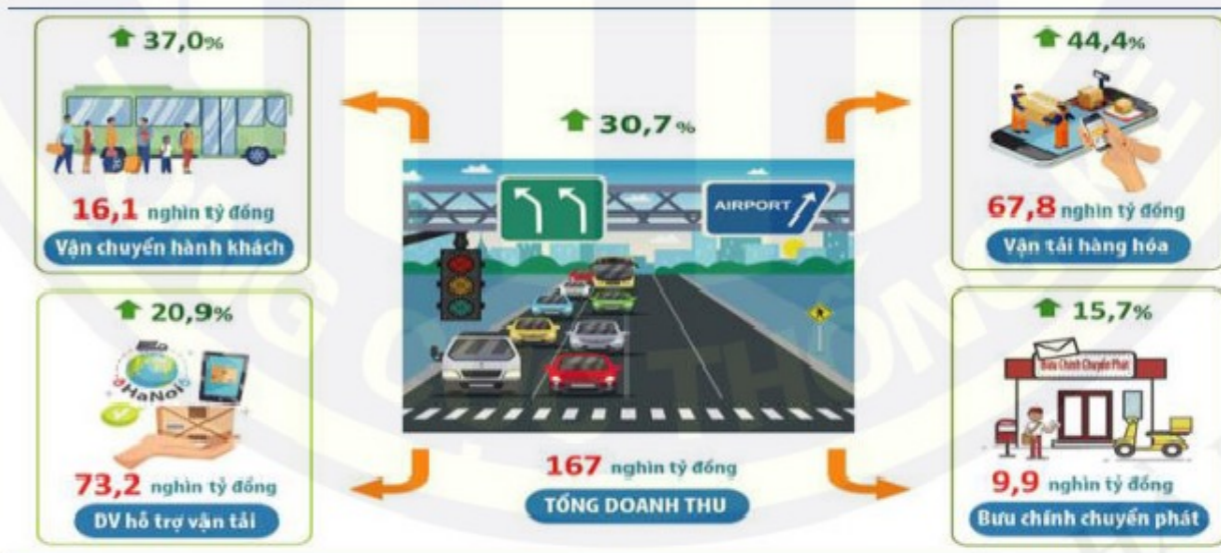 37,0%
16,1 nghìn tỷ đồng
Vận chuyển hành khách
44,4%
67,8 nghìn tỷ đồng
Vận tải hàng hóa
30,7%
AIRPORT
167 nghìn tỷ đồng
TỔNG DOANH THU
20,9%
HaNoi
73,2 nghìn tỷ đồng
DV hỗ trợ vận tải
15,7%
Bưu Chính Chuyển Phát
9,9 nghìn tỷ đồng
Bưu chính chuyển phát